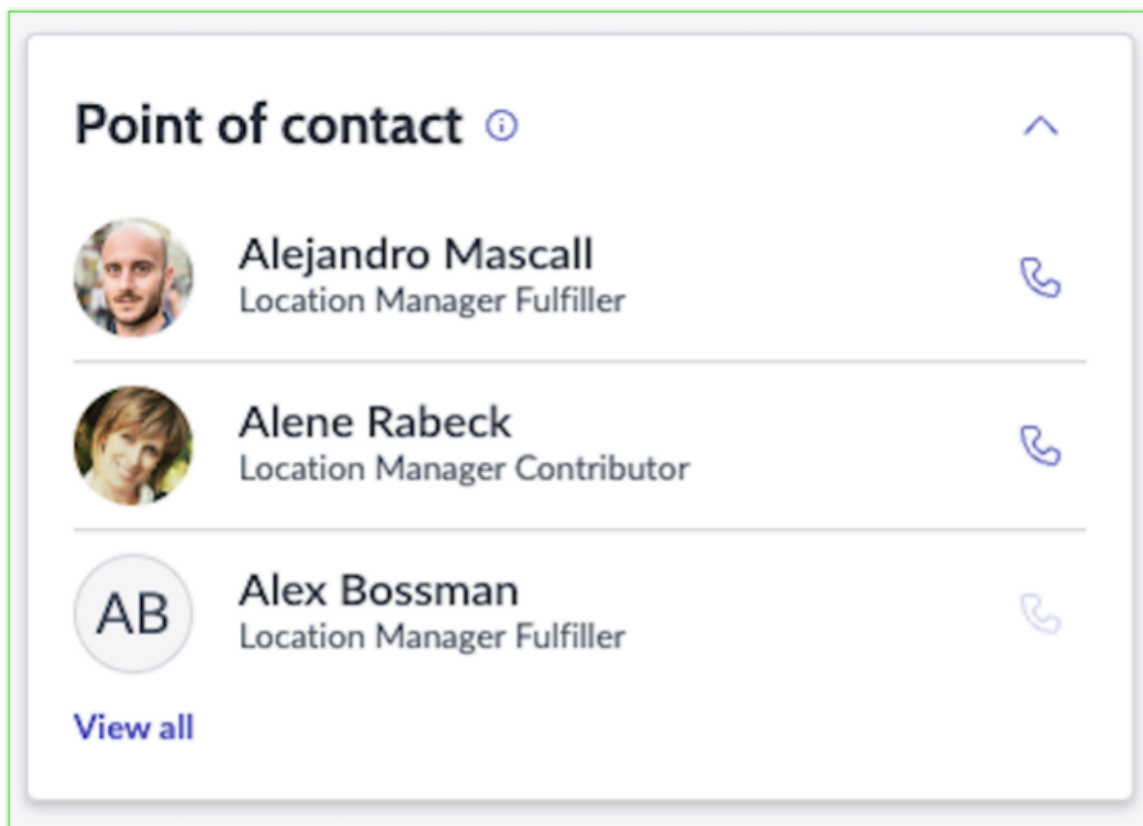 Point of contact
Alejandro Mascall
Location Manager Fulfiller
Alene Rabeck
Location Manager Contributor
AB
Alex Bossman
Location Manager Fulfiller
View all